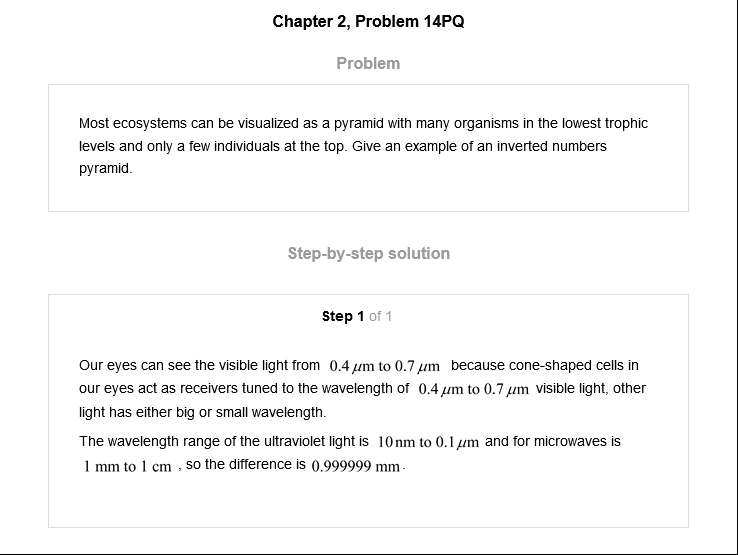 Chapter 2, Problem 14PQ
Problem
Most ecosystems can be visualized as a pyramid with many organisms in the lowest trophic
levels and only a few individuals at the top. Give an example of an inverted numbers
pyramid.
Step-by-step solution
Step 1 of 1
Our eyes can see the visible light from 0.4 μm to 0.7 μm because cone-shaped cells in
our eyes act as receivers tuned to the wavelength of 0.4 μm to 0.7 μm visible light, other
light has either big or small wavelength.
The wavelength range of the ultraviolet light is 10 nm to 0.1 μm and for microwaves is
1 mm to 1 cm , so the difference is 0.999999 mm.